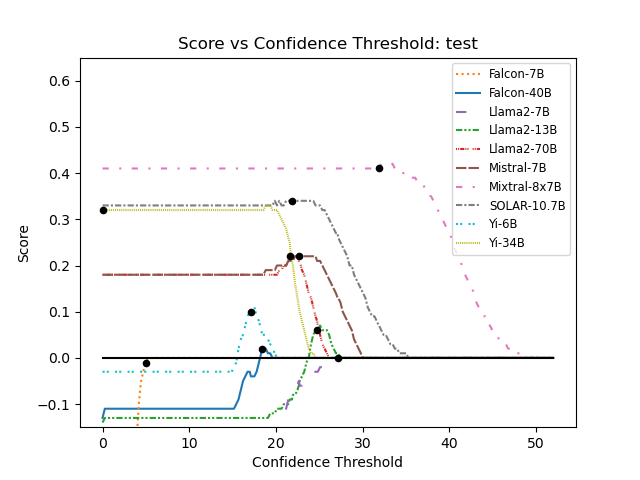 Score vs Confidence Threshold: test
Score
0.6
0.5
0.4
0.3
0.2
0.1
0.0
−0.1
0
10
20
30
40
50
Confidence Threshold
Falcon-7B
Falcon-40B
Llama2-7B
Llama2-13B
Llama2-70B
Mistral-7B
Mixtral-8x7B
SOLAR-10.7B
Yi-6B
Yi-34B